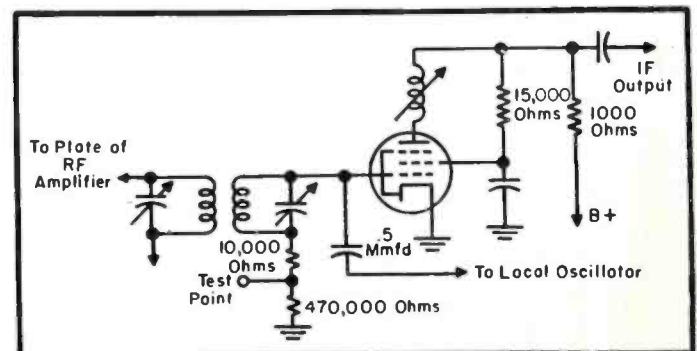 To Plate of
RF
Amplifier
10,000
Ohms
Test
Point
470,000 Ohms
.5
Mmfd
To Local Oscillator
15,000
Ohms
1000
Ohms
IF
Output
B+